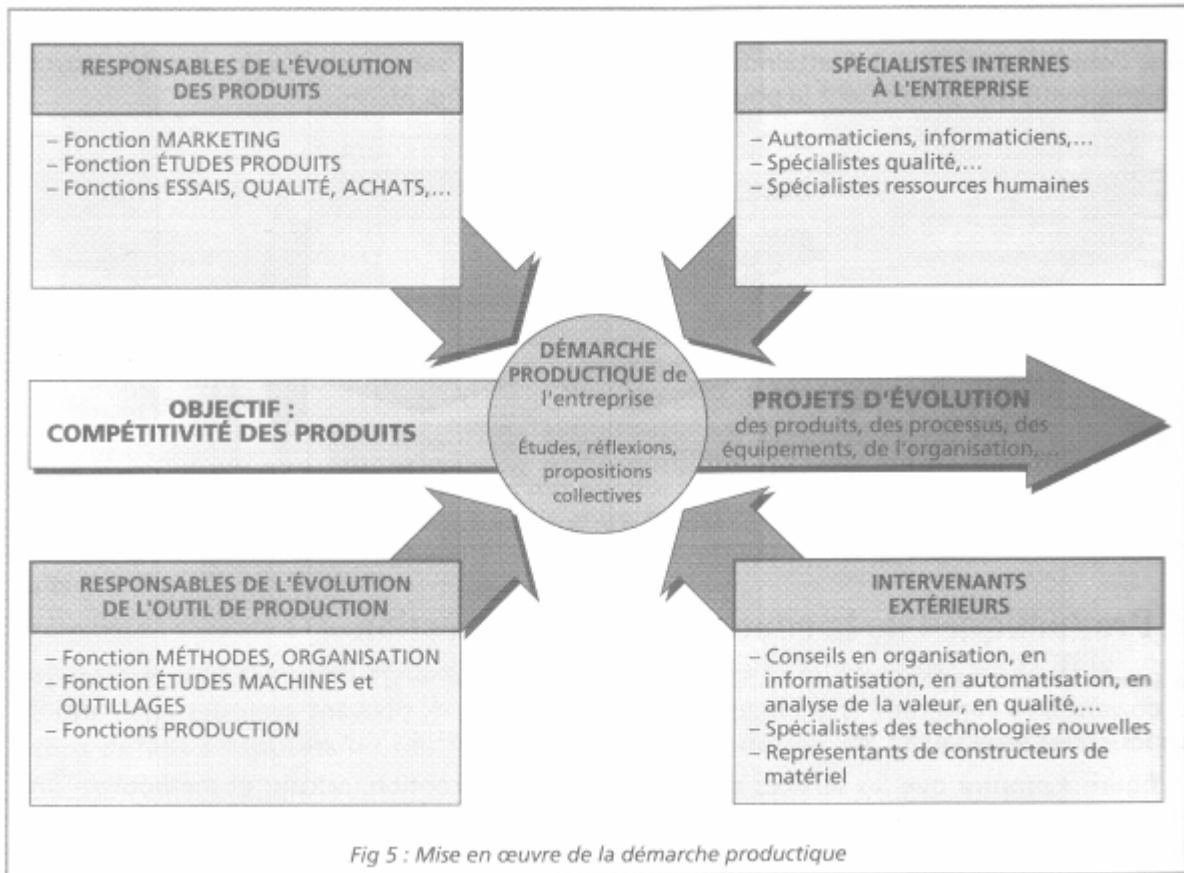 RESPONSABLES DE L'ÉVOLUTION
DES PRODUITS
– Fonction MARKETING
– Fonction ÉTUDES PRODUITS
– Fonctions ESSAIS, QUALITÉ, ACHATS,...
SPÉCIALISTES INTERNES
À L'ENTREPRISE
– Automaticiens, informaticiens,...
– Spécialistes qualité,...
– Spécialistes ressources humaines
OBJECTIF :
COMPÉTITIVITÉ DES PRODUITS
DÉMARCHE
PRODUCTIQUE de
l'entreprise
Études, réflexions,
propositions
collectives
PROJETS D'ÉVOLUTION
des produits, des processus, des
équipements, de l'organisation,...
RESPONSABLES DE L'ÉVOLUTION
DE L'OUTIL DE PRODUCTION
– Fonction MÉTHODES, ORGANISATION
– Fonction ÉTUDES MACHINES et
OUTILLAGES
– Fonctions PRODUCTION
INTERVENANTS
EXTÉRIEURS
– Conseils en organisation, en
informatisation, en automatisation, en
analyse de la valeur, en qualité,...
– Spécialistes des technologies nouvelles
– Représentants de constructeurs de
matériel
Fig 5 : Mise en œuvre de la démarche productique